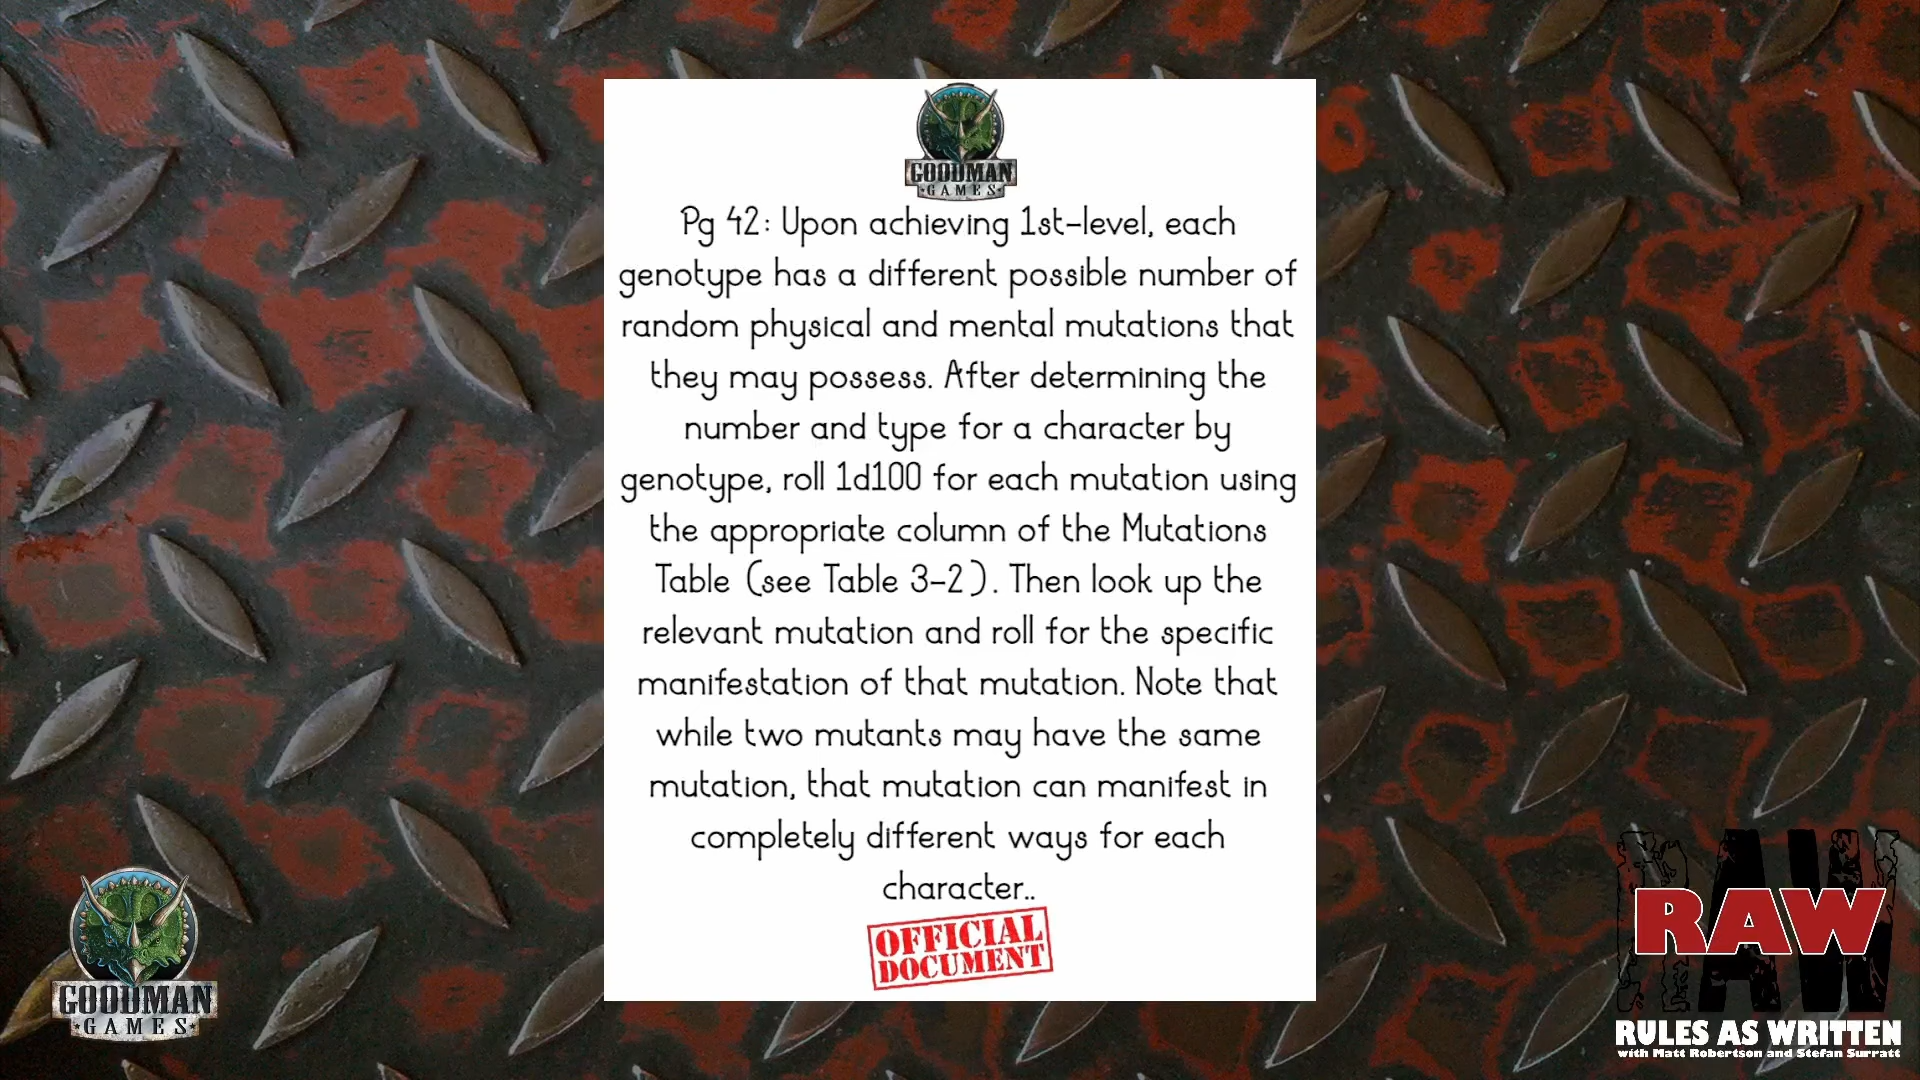 GOODMAN
GAMES
Pg 42: Upon achieving 1st-level, each
genotype has a different possible number of
random physical and mental mutations that
they may possess. After determining the
number and type for a character by
genotype, roll 1d100 for each mutation using
the appropriate column of the Mutations
Table (see Table 3-2). Then look up the
relevant mutation and roll for the specific
manifestation of that mutation. Note that
while two mutants may have the same
mutation, that mutation can manifest in
completely different ways for each
character..
OFFICIAL
DOCUMENT
GOODMAN
GAMES
RAW
RAW
RULES AS WRITTEN
with Matt Robertson and Stefan Surratt